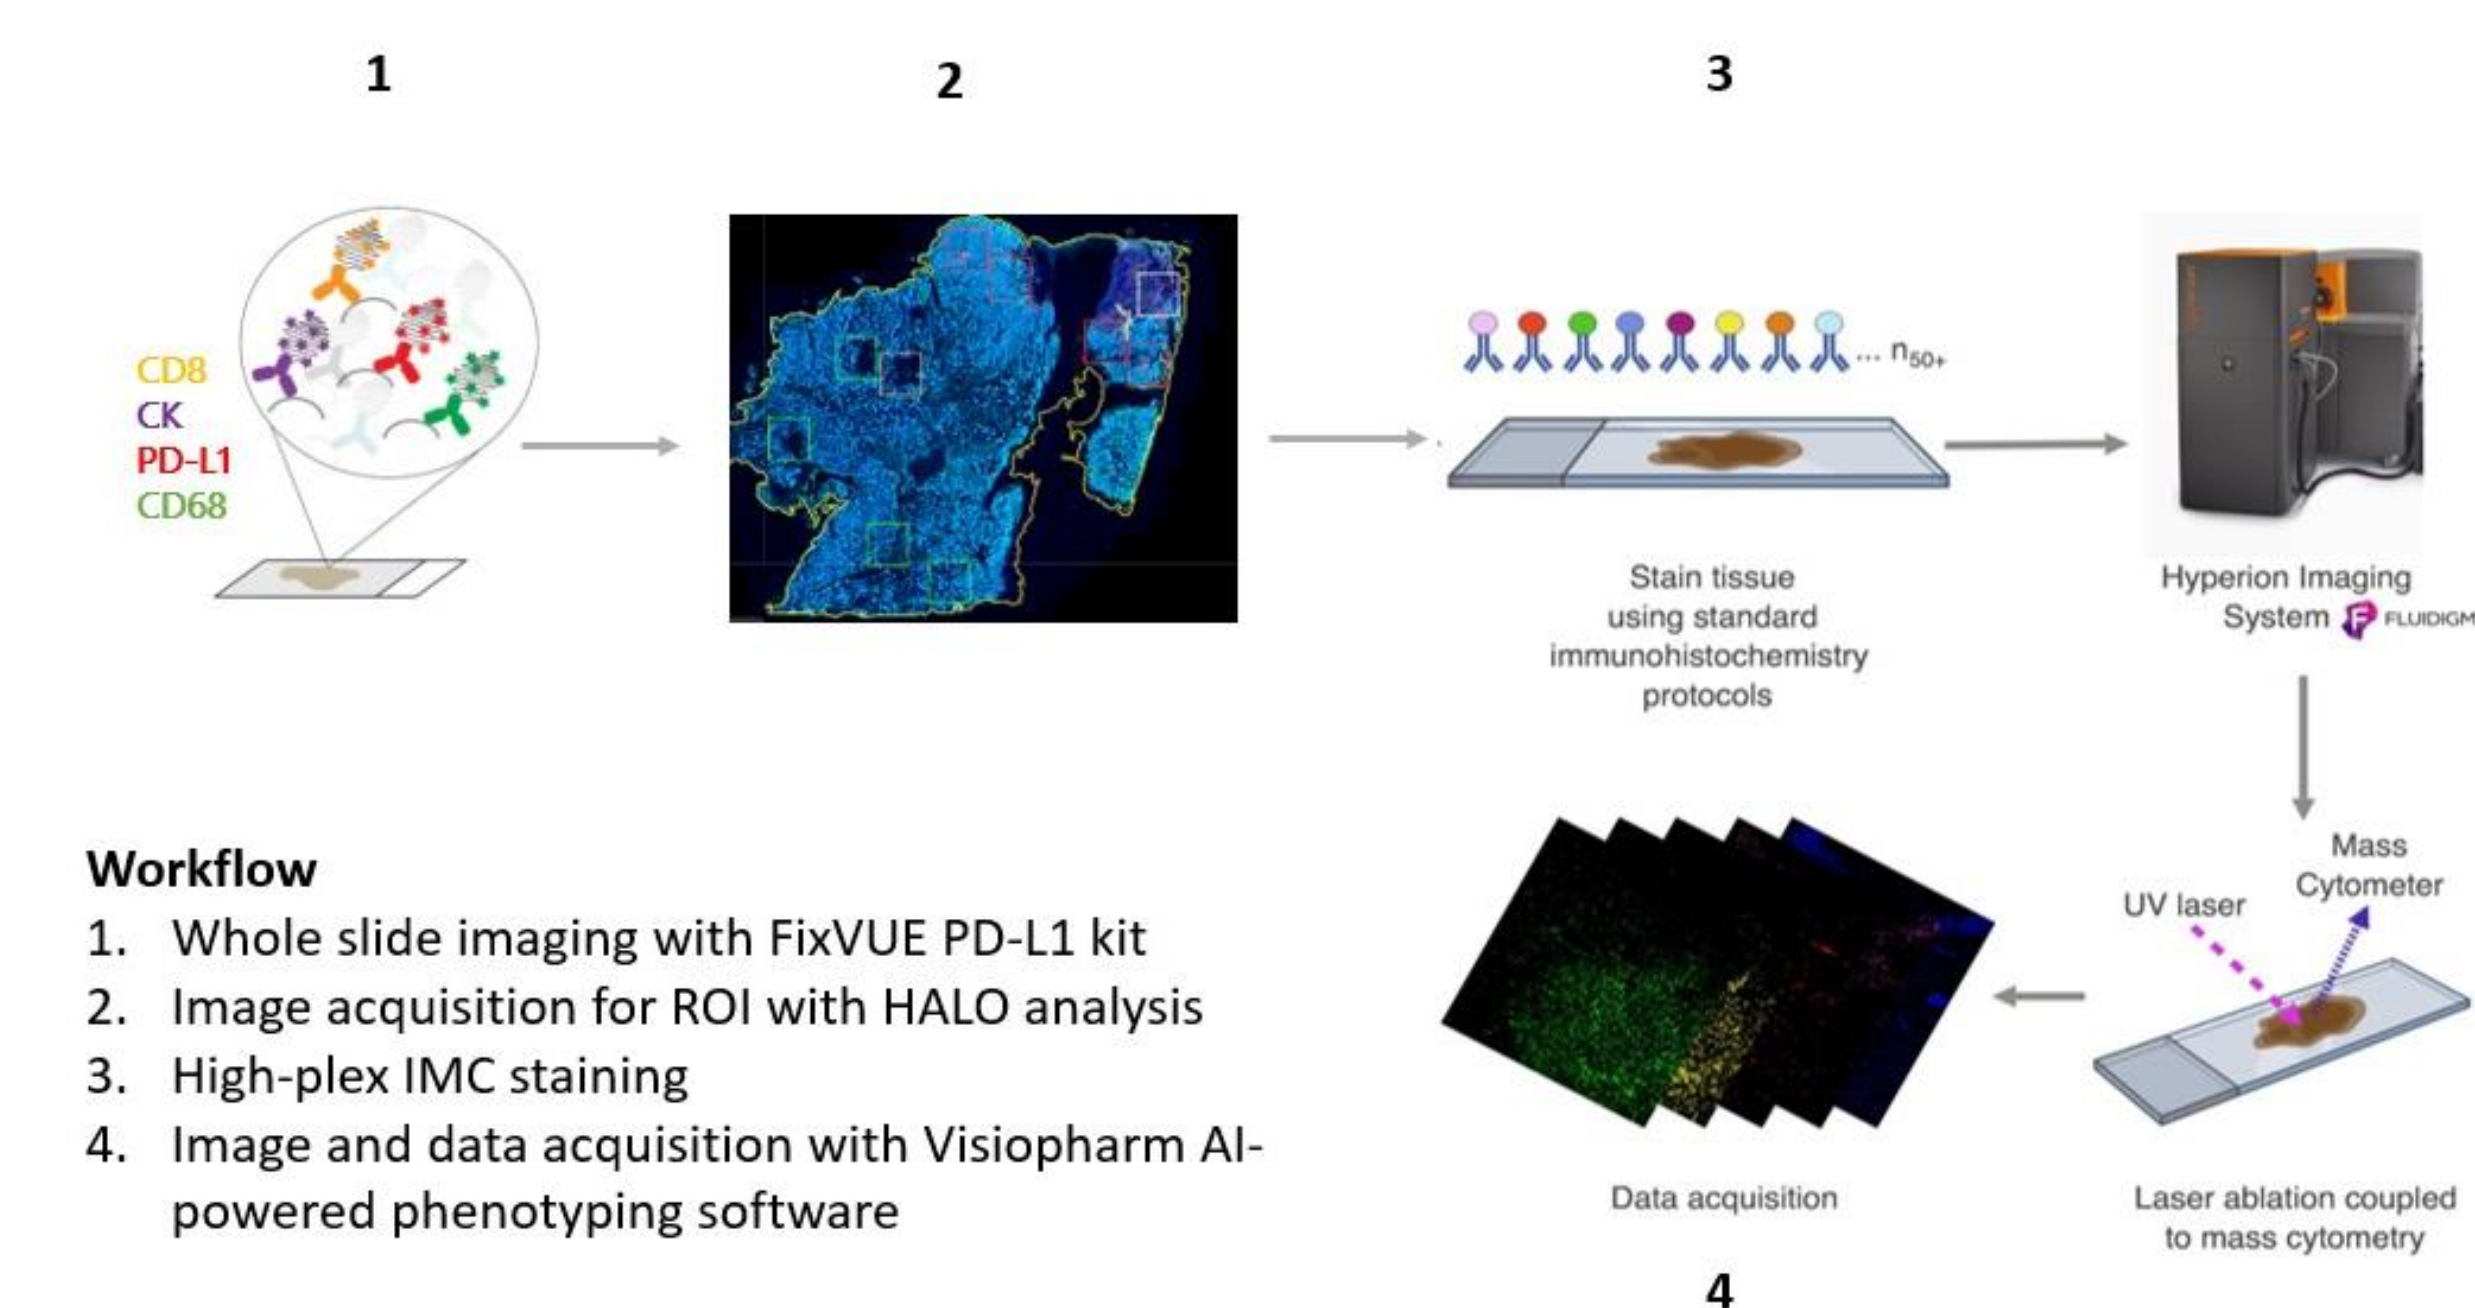 1
2
3
CD8
CK
PD-L1
CD68
... n50+
Stain tissue
using standard
immunohistochemistry
protocols
Hyperion Imaging
System F FLUIDIGM
Mass
Cytometer
UV laser
Workflow
1. Whole slide imaging with FixVUE PD-L1 kit
2. Image acquisition for ROI with HALO analysis
3. High-plex IMC staining
4. Image and data acquisition with Visiopharm AI-
powered phenotyping software
Data acquisition
Laser ablation coupled
to mass cytometry
4